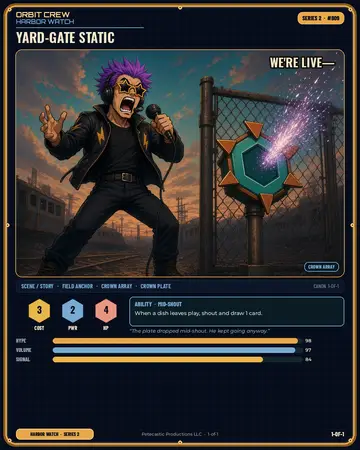 ORBIT CREW
HARBOR WATCH
SERIES 2 · #009
YARD-GATE STATIC
WE'RE LIVE—
CROWN ARRAY
SCENE / STORY · FIELD ANCHOR · CROWN ARRAY · CROWN PLATE
CANON 1-OF-1
3
COST
2
PWR
4
HP
ABILITY · MID-SHOUT
When a dish leaves play, shout and draw 1 card.
"The plate dropped mid-shout. He kept going anyway."
HYPE
98
VOLUME
97
SIGNAL
84
HARBOR WATCH · SERIES 2
Petecastic Productions LLC · 1-of-1
1-OF-1